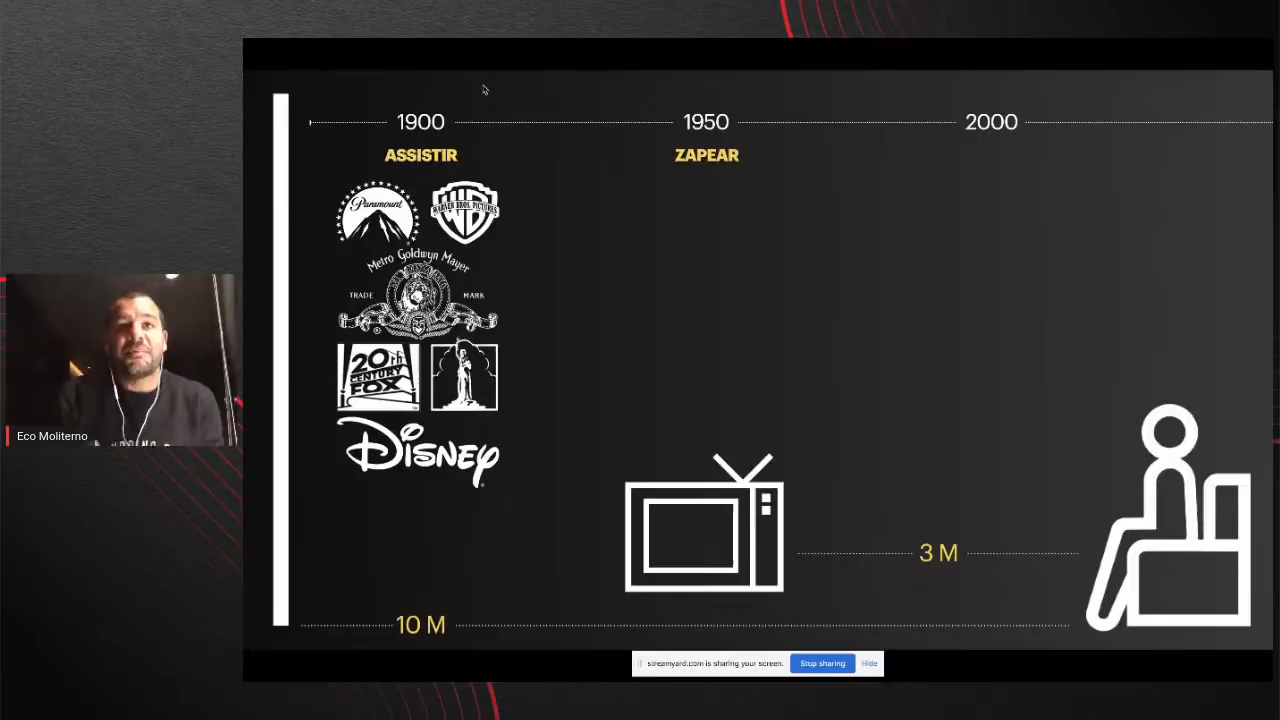 1900
1950
2000
ASSISTIR
ZAPEAR
Paramount
WB
WARNER BROS. PICTURES
Metro Goldwyn Mayer
TRADE MARK
20th
CENTURY
FOX
DISNEY
Eco Moliterno
3 M
10 M
streamyard.com is sharing your screen.
Stop sharing
Hide